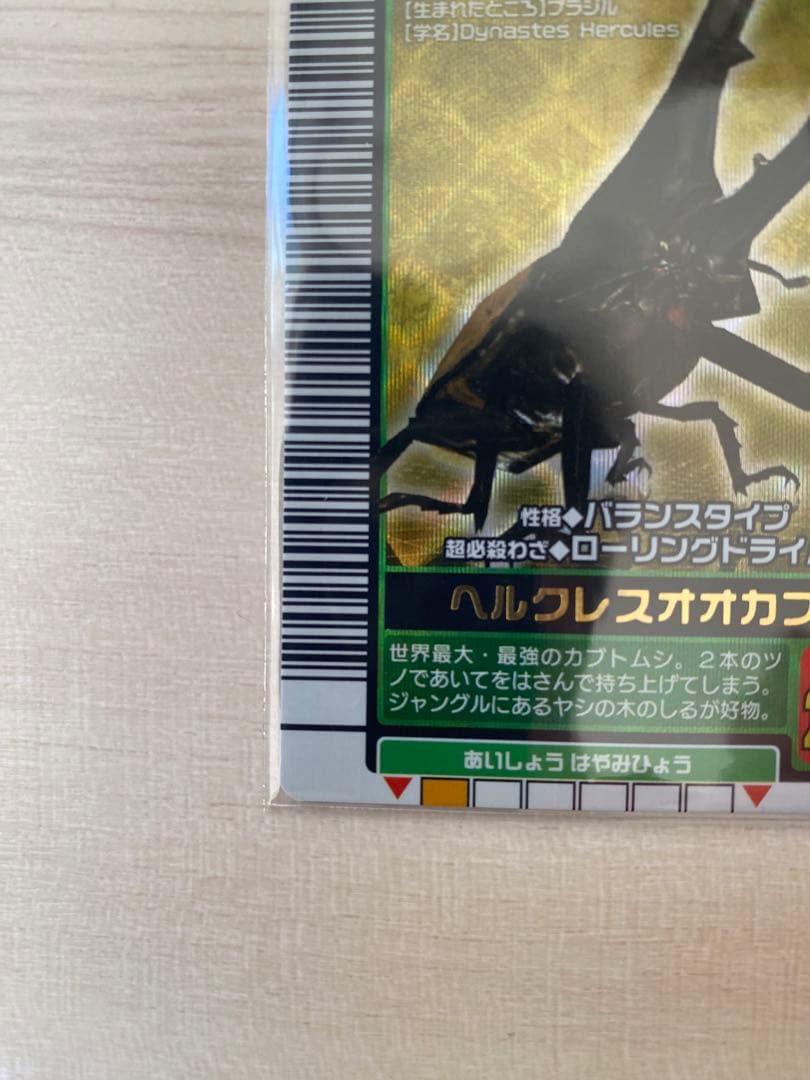 [生まれたところ]ブラジル
[学名]Dynastes Hercules
性格◆バランスタイプ
超必殺わざ◆ローリングドライ
ヘルクレスオオカブ
世界最大・最強のカブトムシ。2本のツ
ノであいてをはさんで持ち上げてしまう。
ジャングルにあるヤシの木のしるが好物。
あいしょう はやみひょう